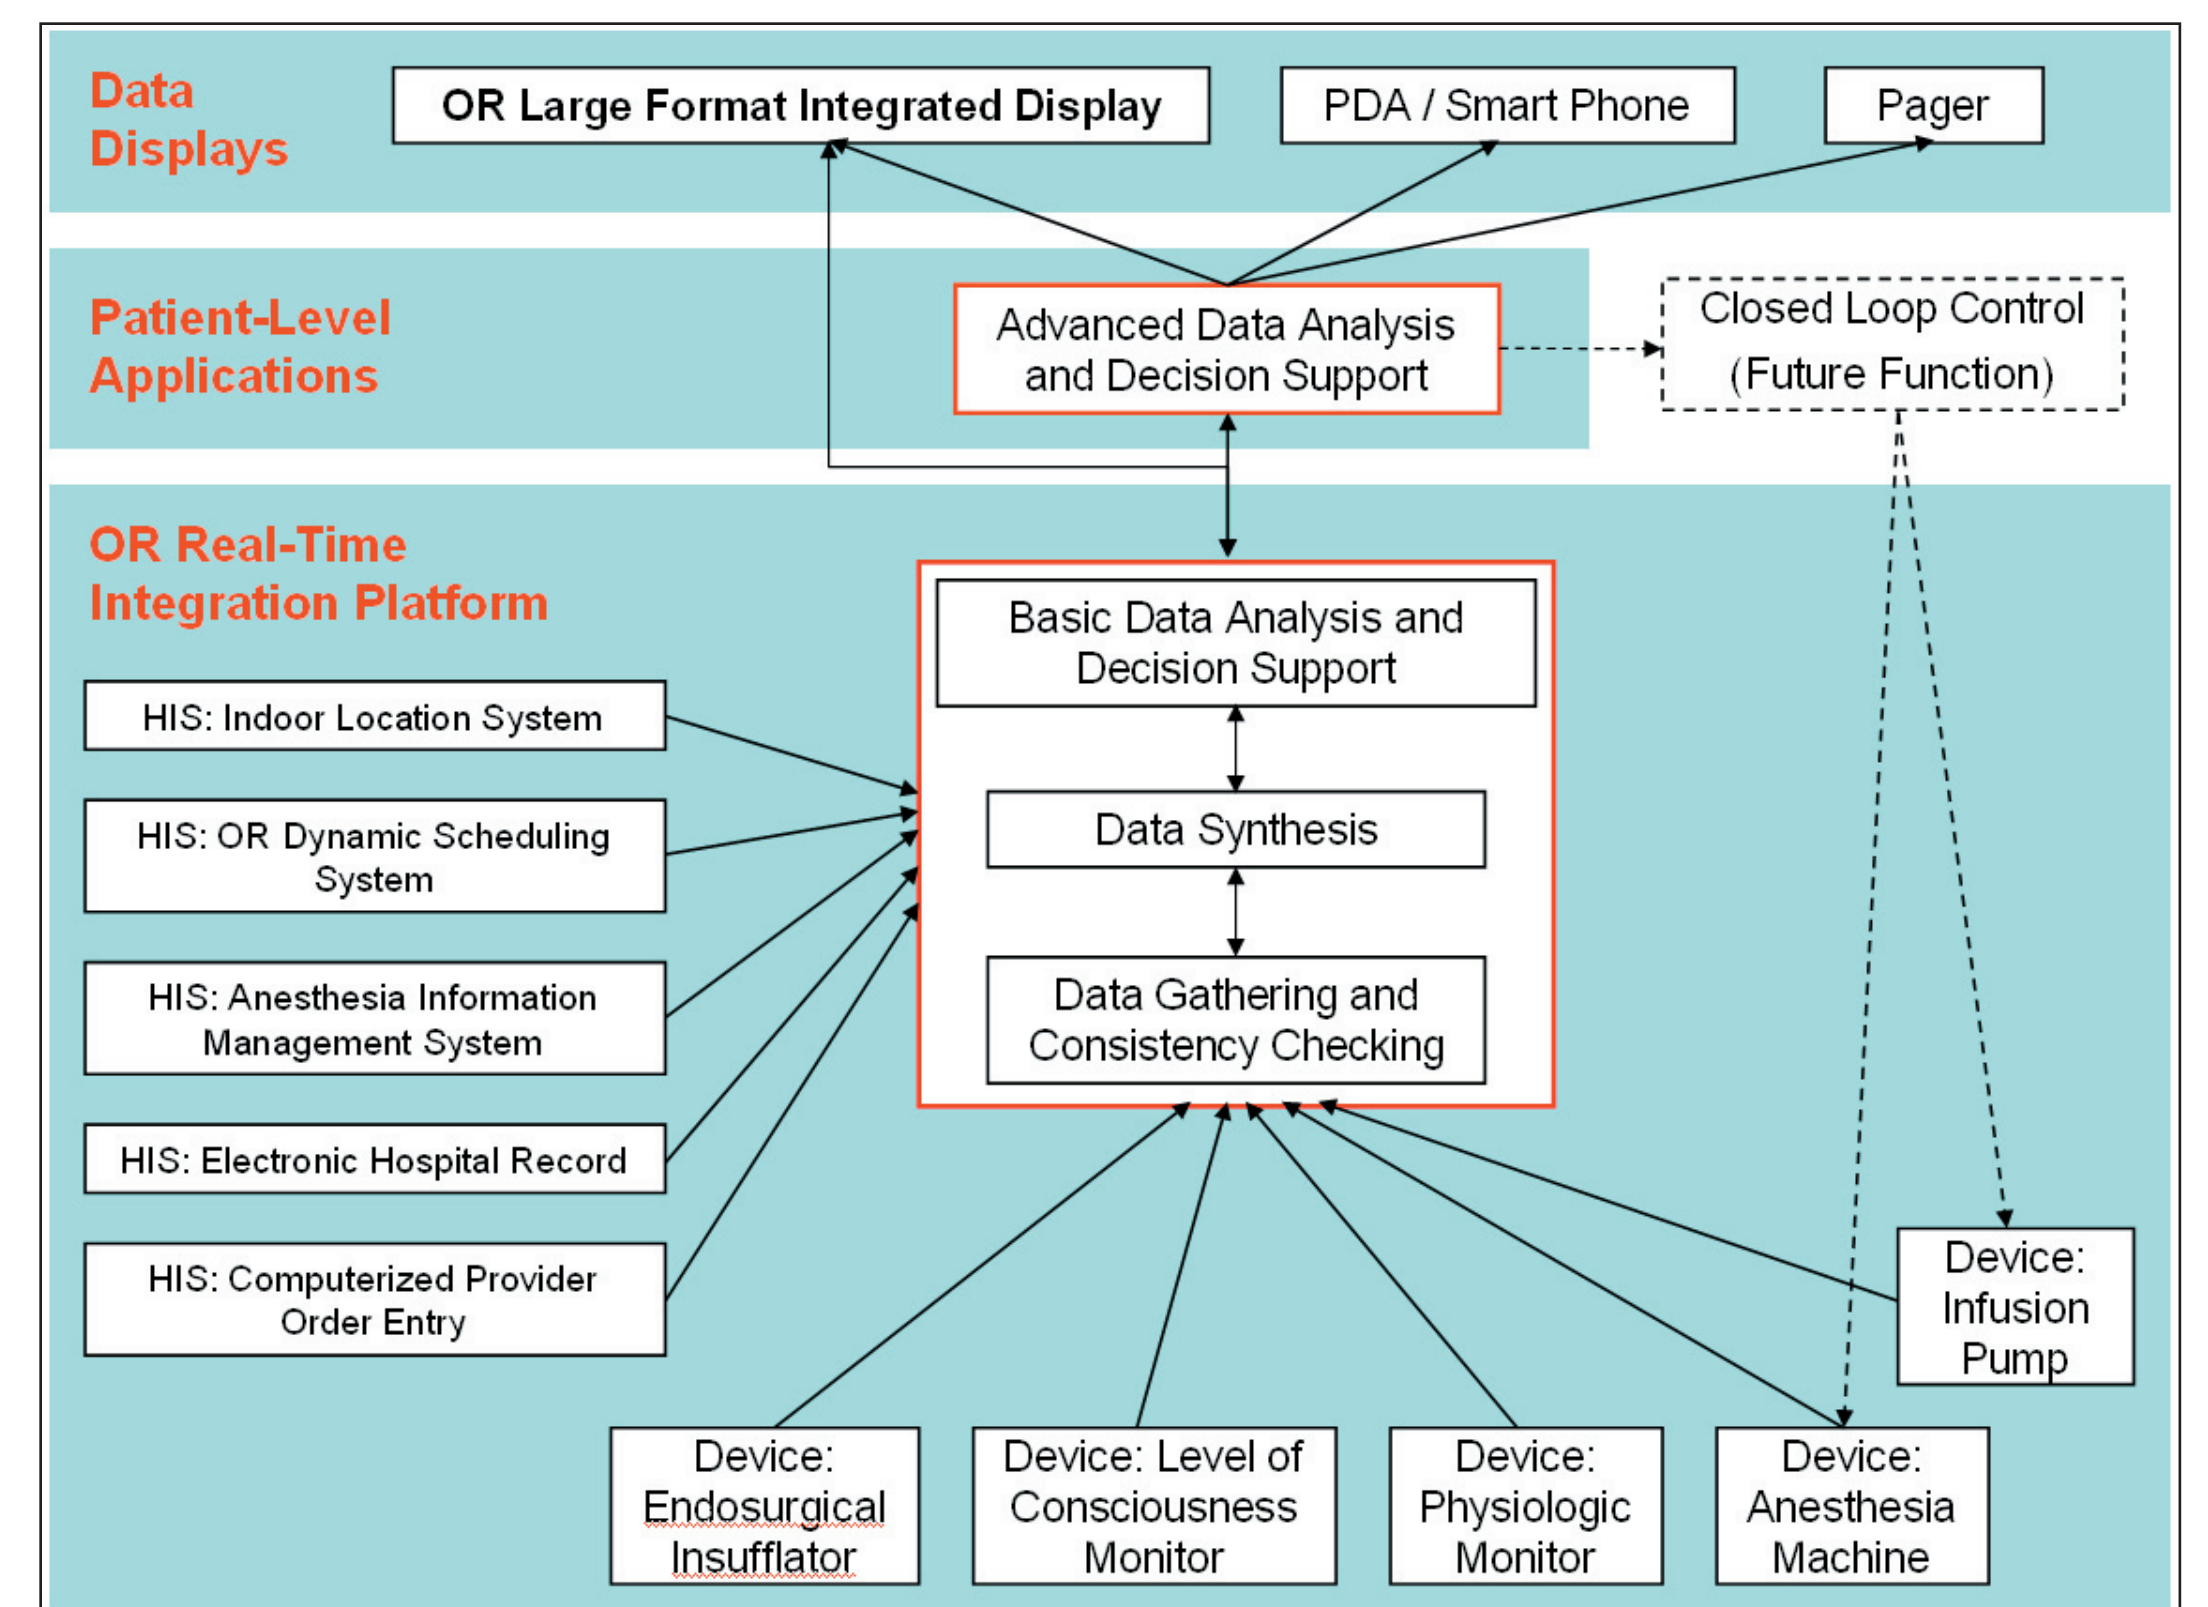 Data
Displays
OR Large Format Integrated Display
PDA / Smart Phone
Pager
Patient-Level
Applications
Advanced Data Analysis
and Decision Support
Closed Loop Control
(Future Function)
OR Real-Time
Integration Platform
Basic Data Analysis and
Decision Support
Data Synthesis
Data Gathering and
Consistency Checking
HIS: Indoor Location System
HIS: OR Dynamic Scheduling
System
HIS: Anesthesia Information
Management System
HIS: Electronic Hospital Record
HIS: Computerized Provider
Order Entry
Device:
Infusion
Pump
Device:
Endosurgical
Insufflator
Device: Level of
Consciousness
Monitor
Device:
Physiologic
Monitor
Device:
Anesthesia
Machine